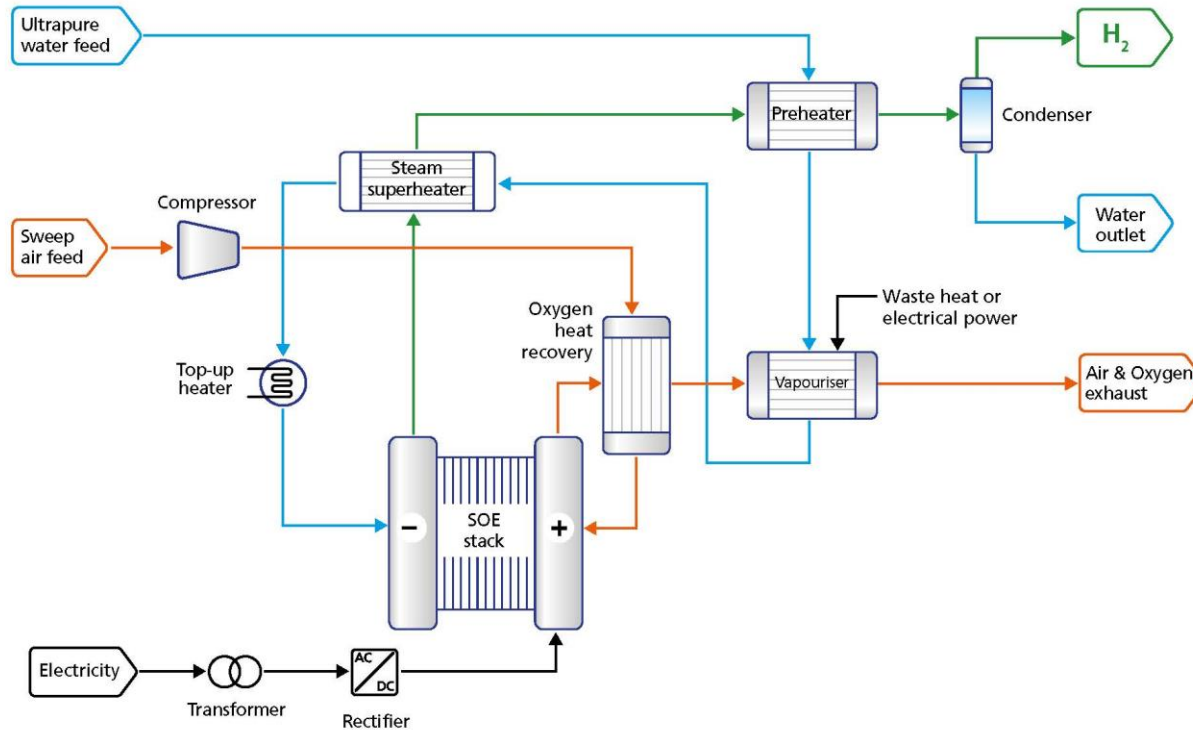 Ultrapure
water feed
H2
Preheater
Condenser
Steam
superheater
Compressor
Water
outlet
Sweep
air feed
Waste heat or
electrical power
Oxygen
heat
recovery
Top-up
heater
Vapouriser
Air & Oxygen
exhaust
−
SOE
stack
+
Electricity
AC
DC
Transformer
Rectifier